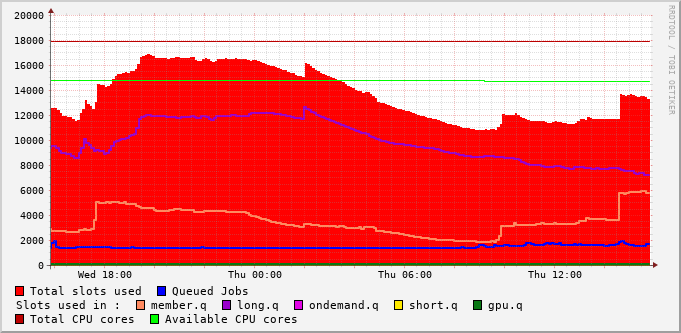 20000
18000
16000
14000
12000
10000
8000
6000
4000
2000
0
Wed 18:00 Thu 00:00 Thu 06:00 Thu 12:00
RRDTOOL / TOBI OETIKER
Total slots used Queued Jobs
Slots used in : member.q long.q ondemand.q short.q gpu.q
Total CPU cores Available CPU cores